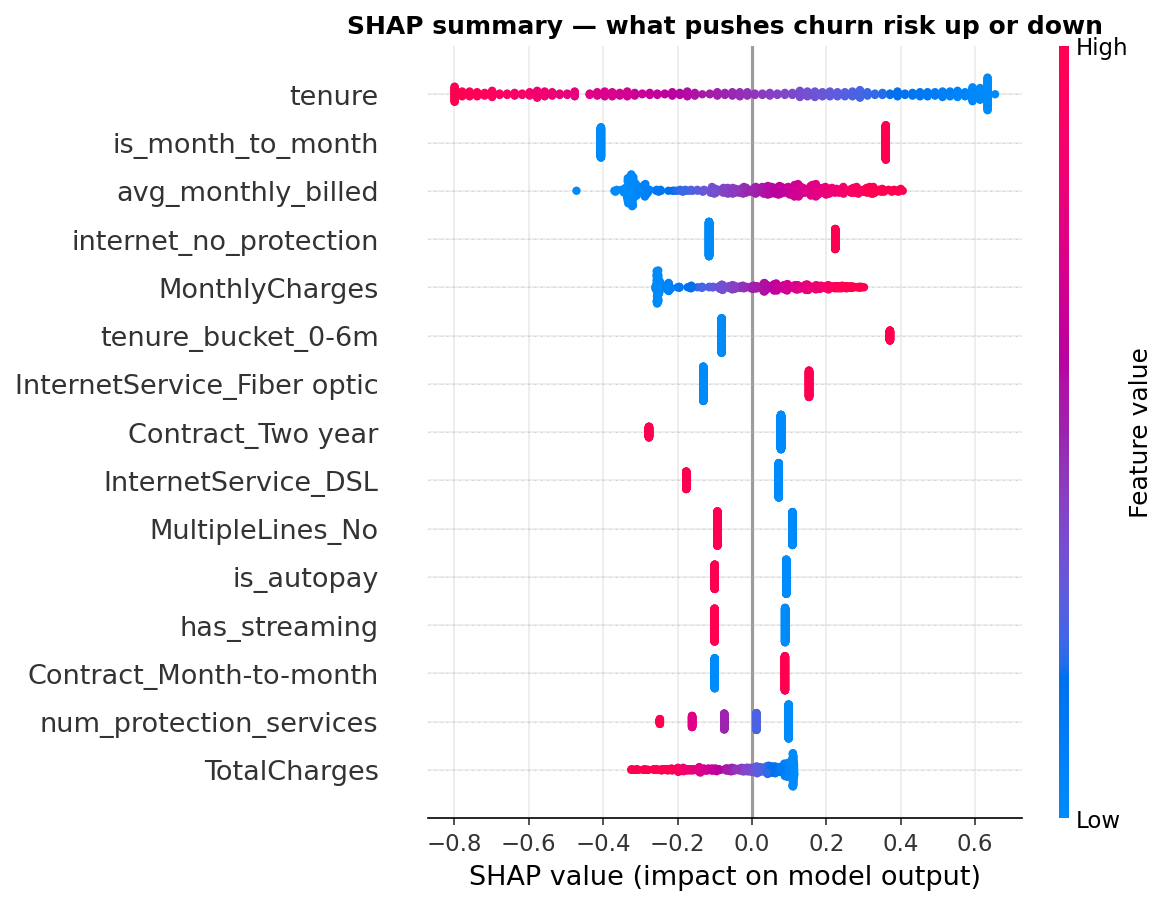 SHAP summary — what pushes churn risk up or down
High
tenure
is_month_to_month
avg_monthly_billed
internet_no_protection
MonthlyCharges
tenure_bucket_0-6m
InternetService_Fiber optic
Contract_Two year
InternetService_DSL
MultipleLines_No
is_autopay
has_streaming
Contract_Month-to-month
num_protection_services
TotalCharges
Feature value
Low
−0.8 −0.6 −0.4 −0.2 0.0 0.2 0.4 0.6
SHAP value (impact on model output)